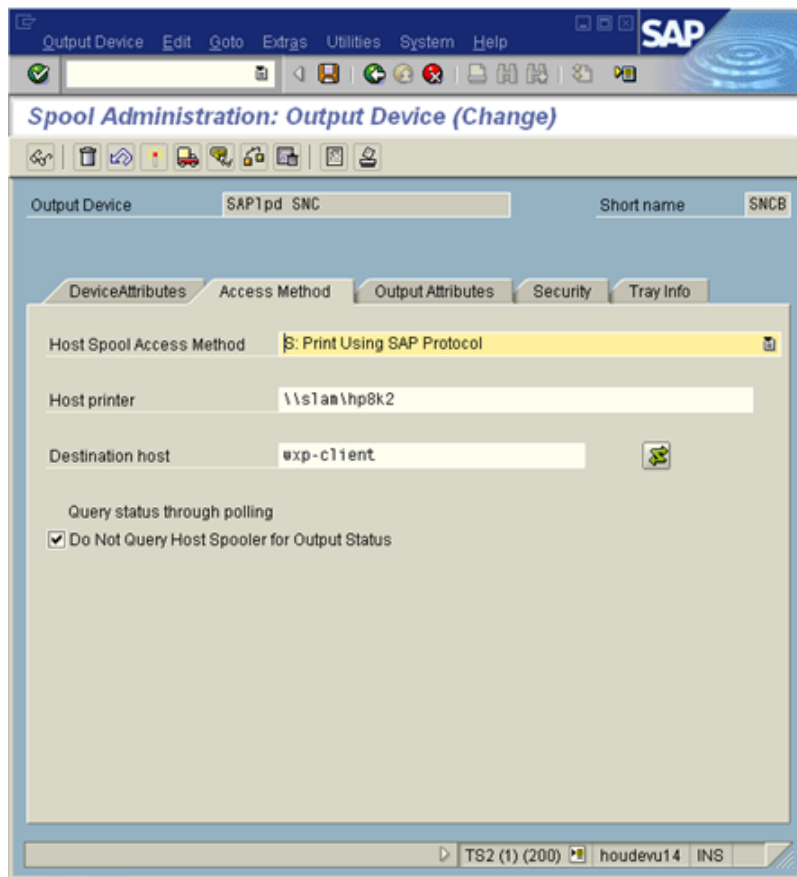 Output Device Edit Goto Extras Utilities System Help
SAP
Spool Administration: Output Device (Change)
Output Device SAPlpd SNC Short name SNCB
DeviceAttributes Access Method Output Attributes Security Tray Info
Host Spool Access Method S: Print Using SAP Protocol
Host printer \\slam\hp8k2
Destination host wxp-client
Query status through polling
Do Not Query Host Spooler for Output Status
TS2 (1) (200) houdevu14 INS